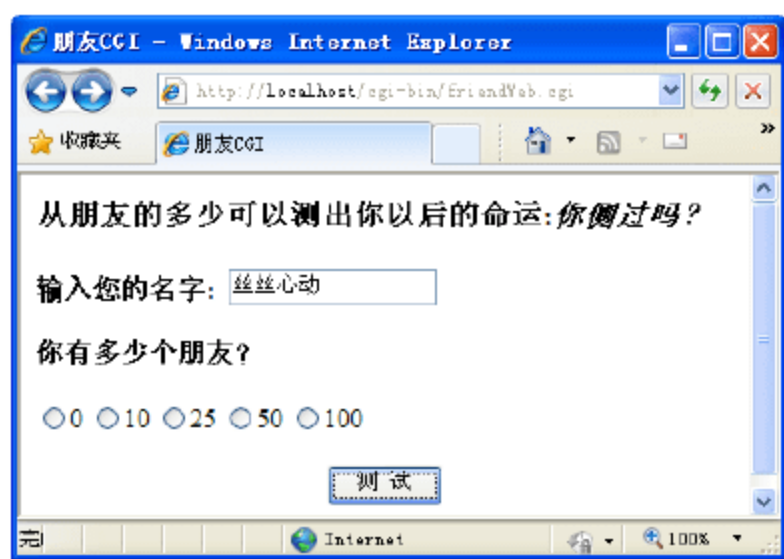 朋友CGI - Windows Internet Explorer
http://localhost/cgi-bin/friendWeb.cgi
收藏夹
朋友CGI
从朋友的多少可以测出你以后的命运:你侧过吗?
输入您的名字: 丝丝心动
你有多少个朋友?
0 10 25 50 100
测 试
Internet
100%